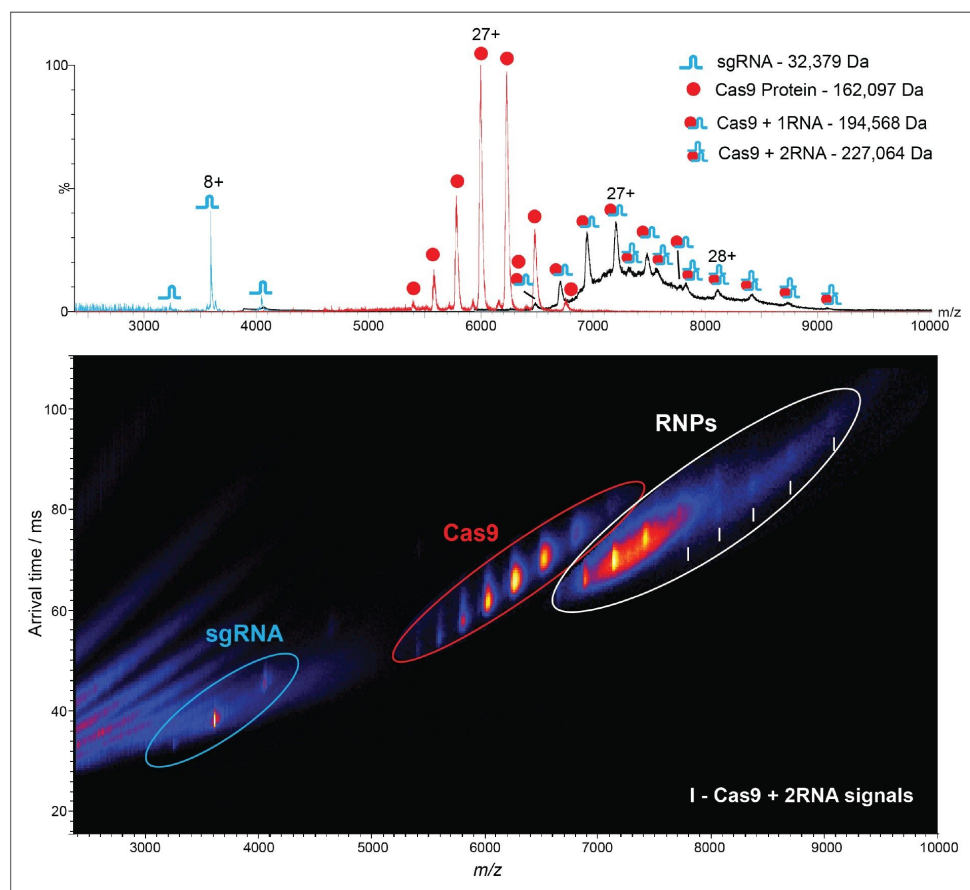 27+
sgRNA - 32,379 Da
100
Cas9 Protein - 162,097 Da
Cas9 + 1RNA - 194,568 Da
Cas9 + 2RNA - 227,064 Da
8+
27+
%
28+
0
3000 4000 5000 6000 7000 8000 9000 10000 m/z
100
RNPs
80
Cas9
Arrival time / ms
60
sgRNA
40
I - Cas9 + 2RNA signals
20
3000 4000 5000 6000 7000 8000 9000 10000
m/z